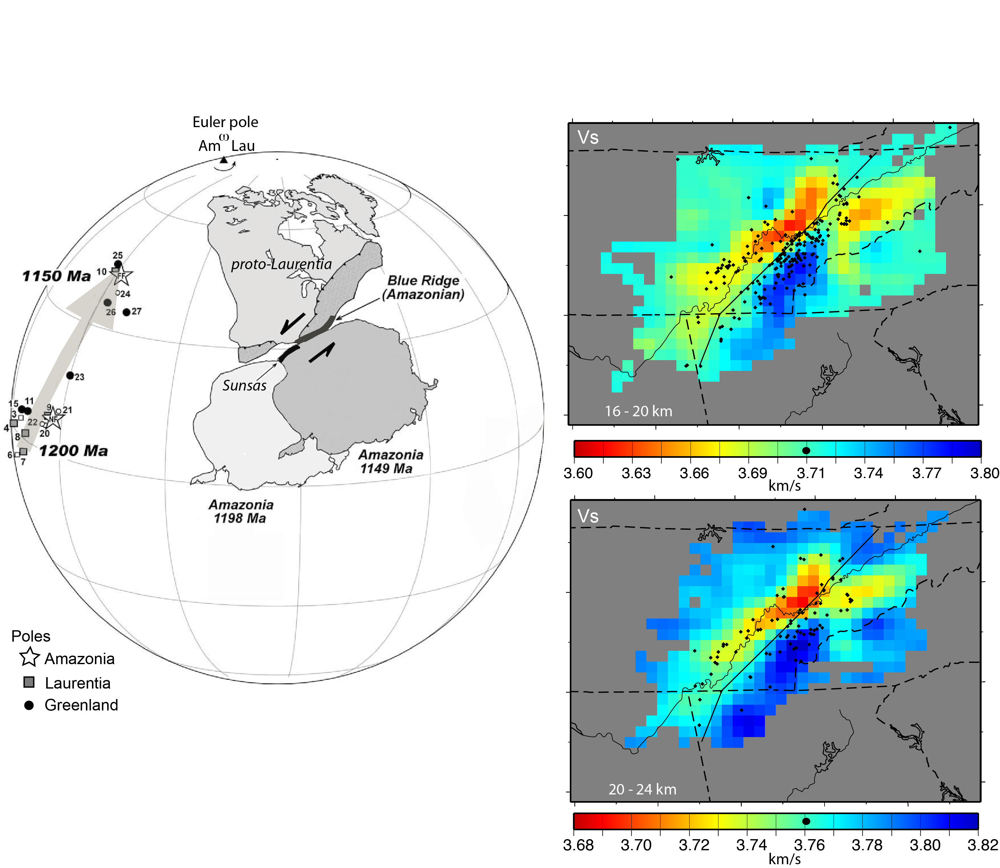 Euler pole
ω
Am Lau
proto-Laurentia
Blue Ridge
(Amazonian)
Sunsas
Amazonia
1149 Ma
Amazonia
1198 Ma
1150 Ma
25
10
FF
24
26
27
23
15
11
3
9
21
NF
4
22
20
8
6
7
1200 Ma
Poles
Amazonia
Laurentia
Greenland
Vs
16 - 20 km
3.60 3.63 3.66 3.69 3.71 3.74 3.77 3.80
km/s
Vs
20 - 24 km
3.68 3.70 3.72 3.74 3.76 3.78 3.80 3.82
km/s